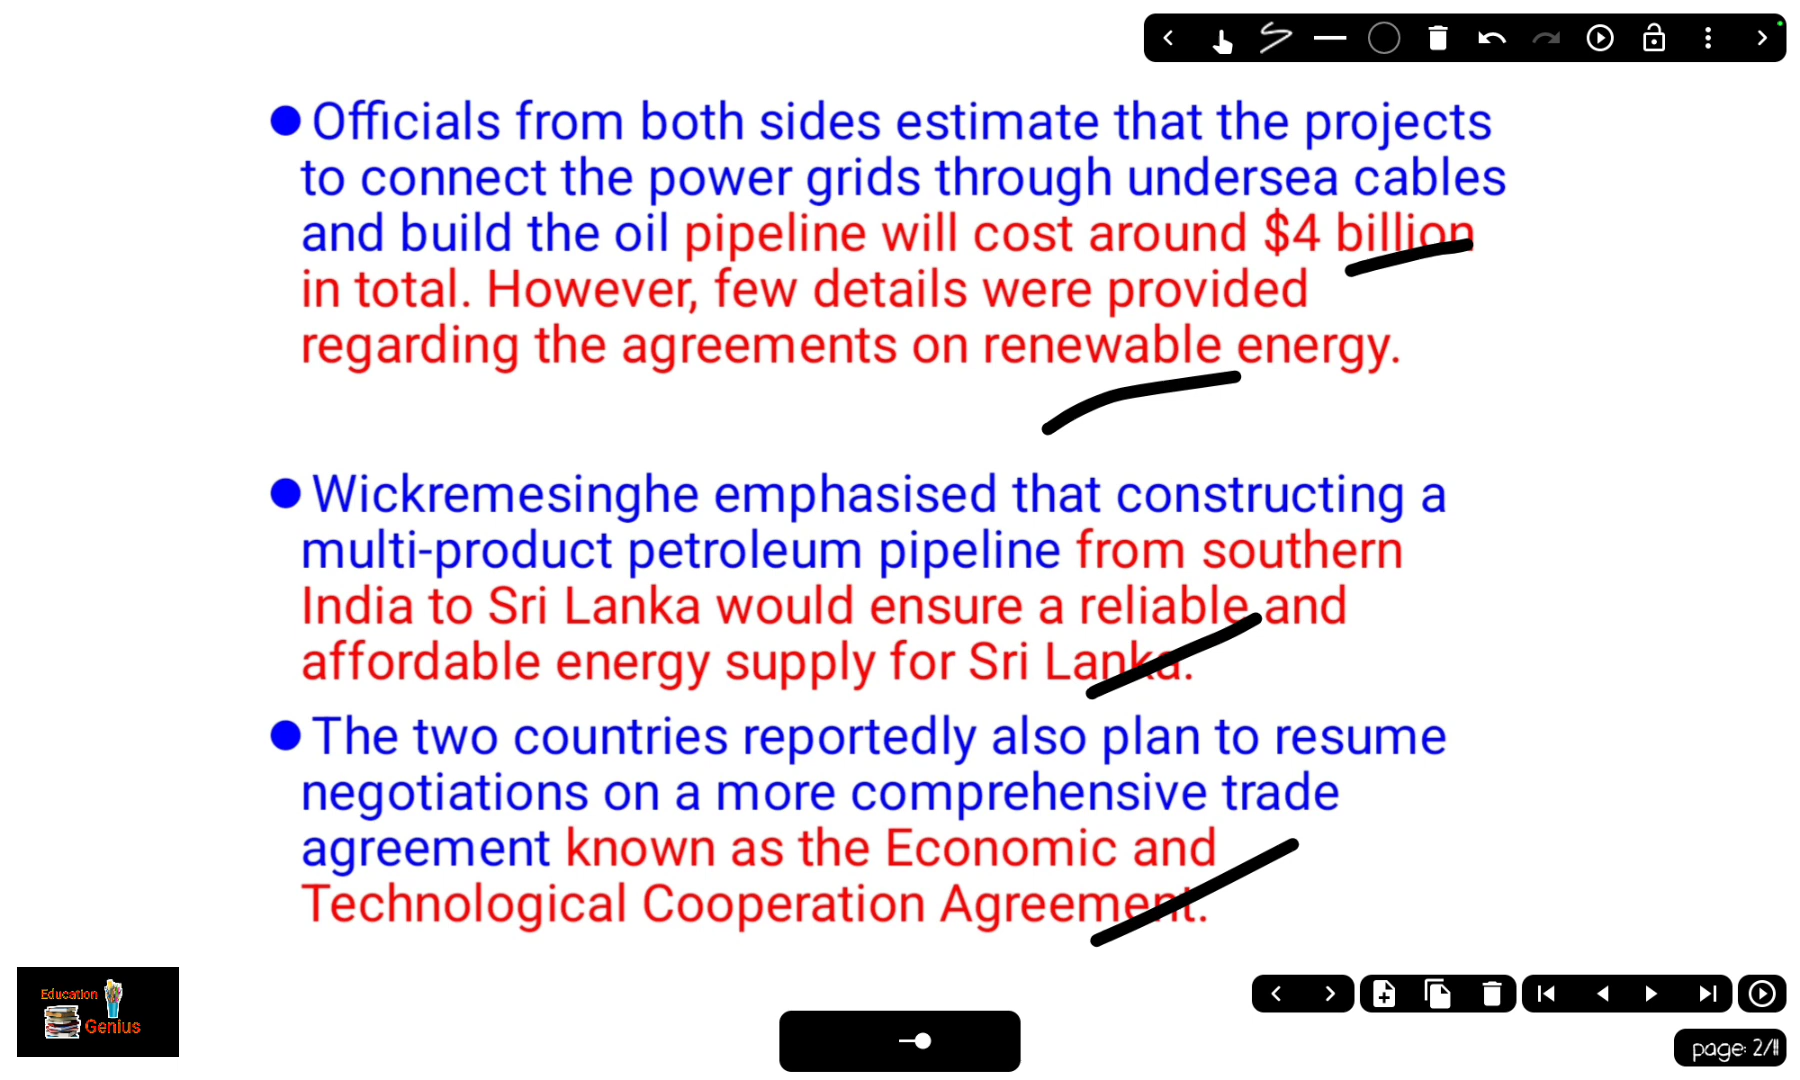 Officials from both sides estimate that the projects
to connect the power grids through undersea cables
and build the oil pipeline will cost around $4 billion
in total. However, few details were provided
regarding the agreements on renewable energy.
Wickremesinghe emphasised that constructing a
multi-product petroleum pipeline from southern
India to Sri Lanka would ensure a reliable and
affordable energy supply for Sri Lanka.
The two countries reportedly also plan to resume
negotiations on a more comprehensive trade
agreement known as the Economic and
Technological Cooperation Agreement.
Education
Genius
page: 2/11